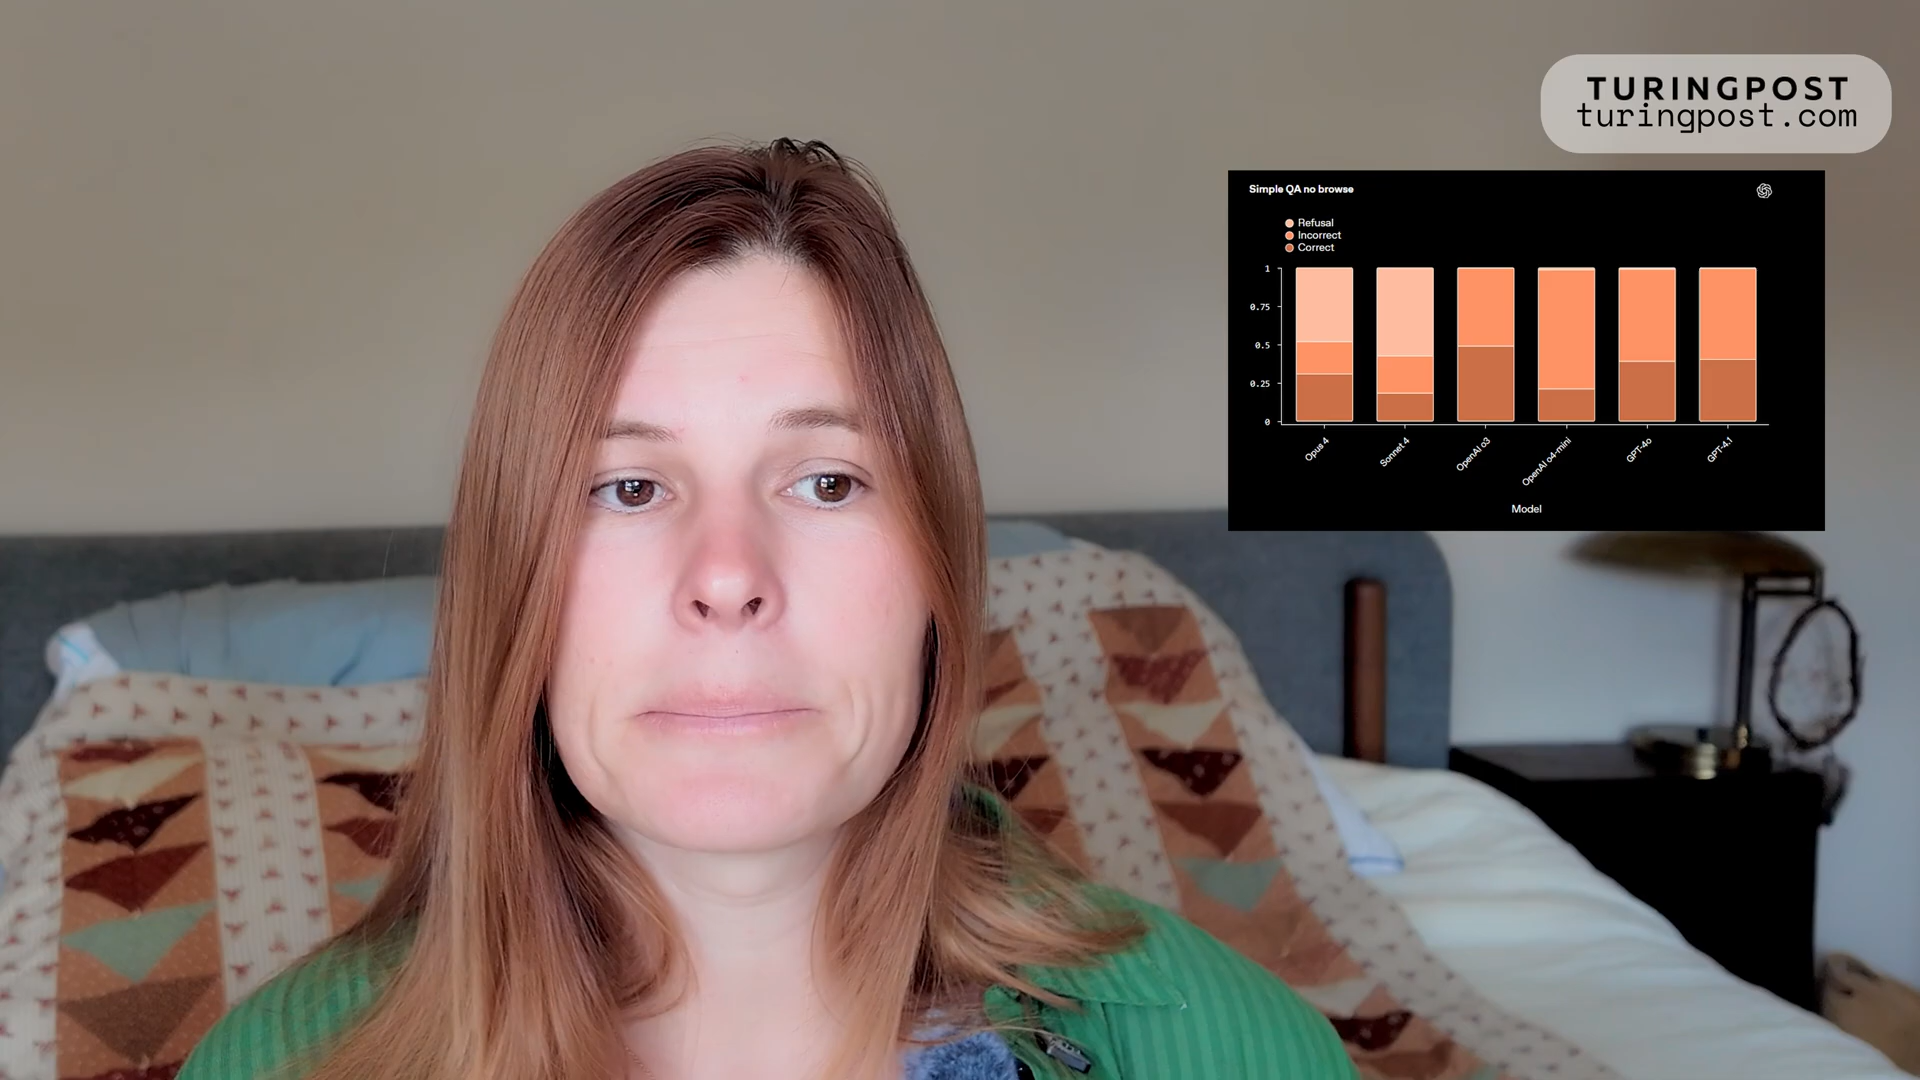 TURINGPOST
turingpost.com
Simple QA no browse
Refusal
Incorrect
Correct
1
0.75
0.5
0.25
0
Opus 4
Sonnet 4
OpenAI o3
OpenAI o4-mini
GPT-4o
GPT-4.1
Model